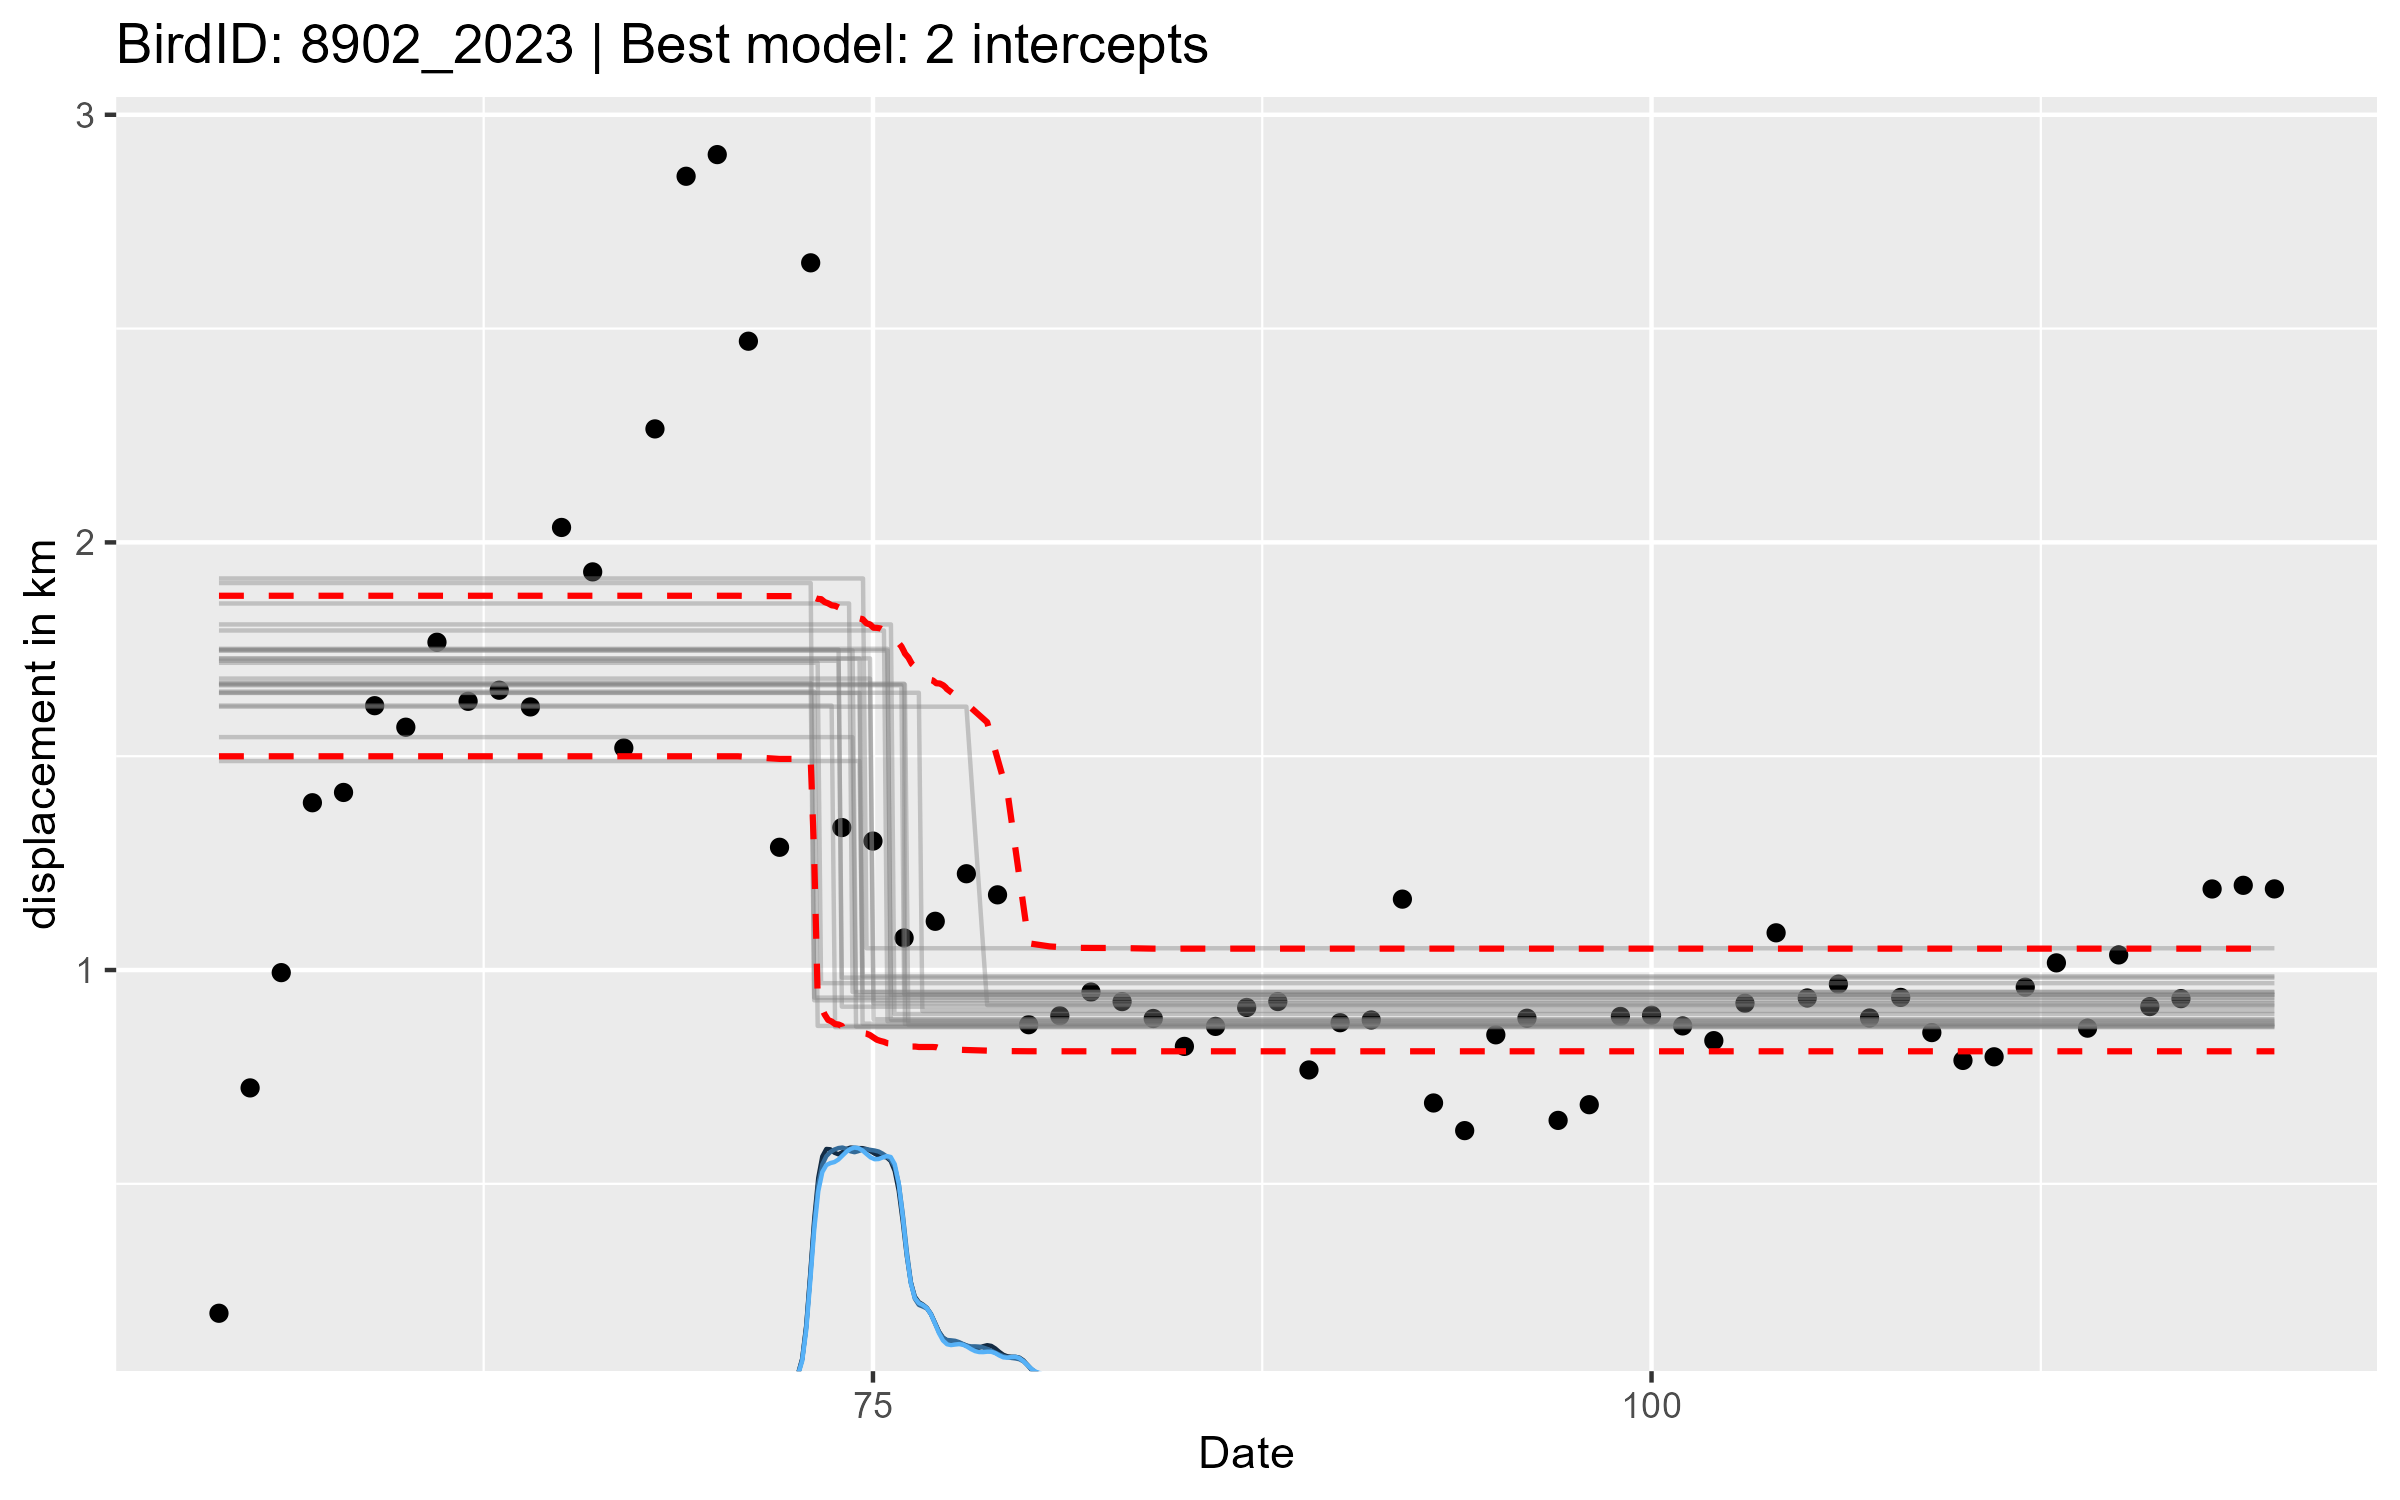 BirdID: 8902_2023 | Best model: 2 intercepts
3
2
1
displacement in km
75
100
Date